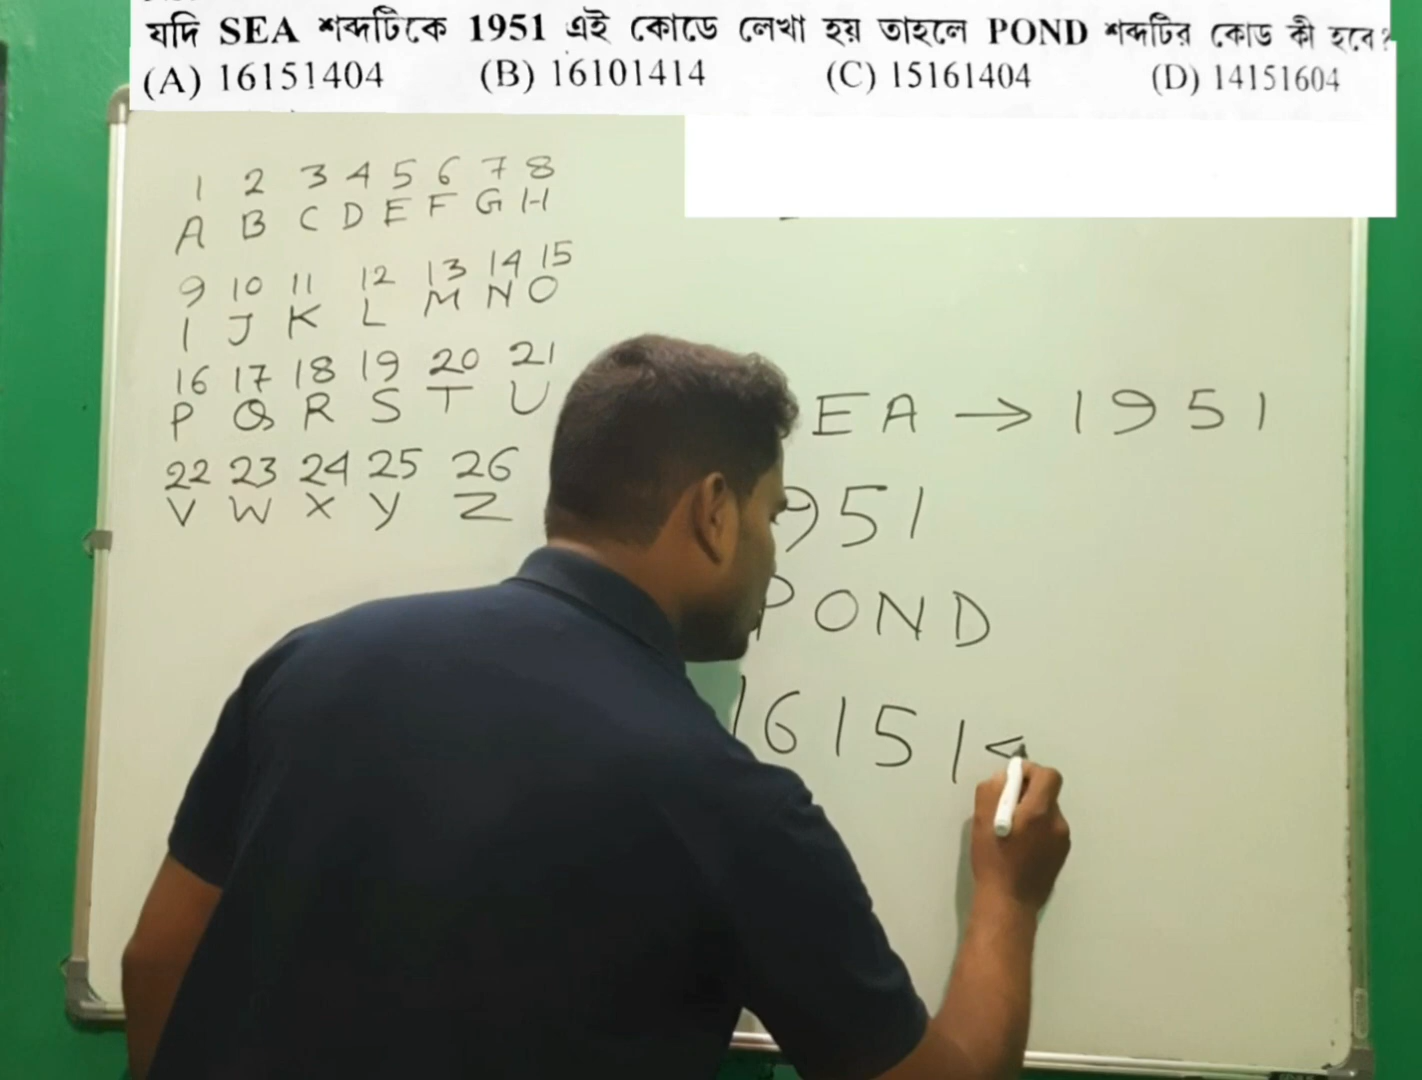 যদি SEA শব্দটিকে 1951 এই কোডে লেখা হয় তাহলে POND শব্দটির কোড কী হবে?
(A) 16151404 (B) 16101414 (C) 15161404 (D) 14151604
1 2 3 4 5 6 7 8
A B C D E F G H
9 10 11 12 13 14 15
I J K L M N O
16 17 18 19 20 21
P Q R S T U
22 23 24 25 26
V W X Y Z
EA → 1951
951
POND
16151